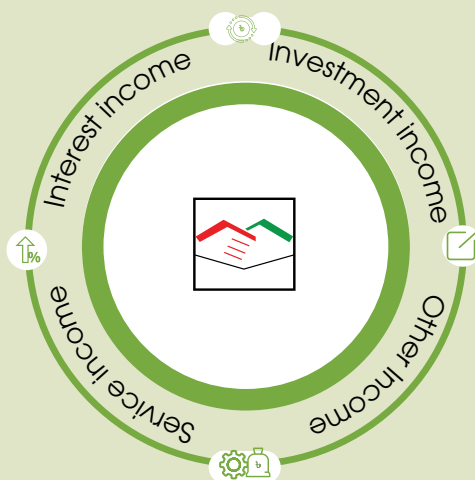 ৳
Interest income
Investment income
%
Service income
Other Income
৳